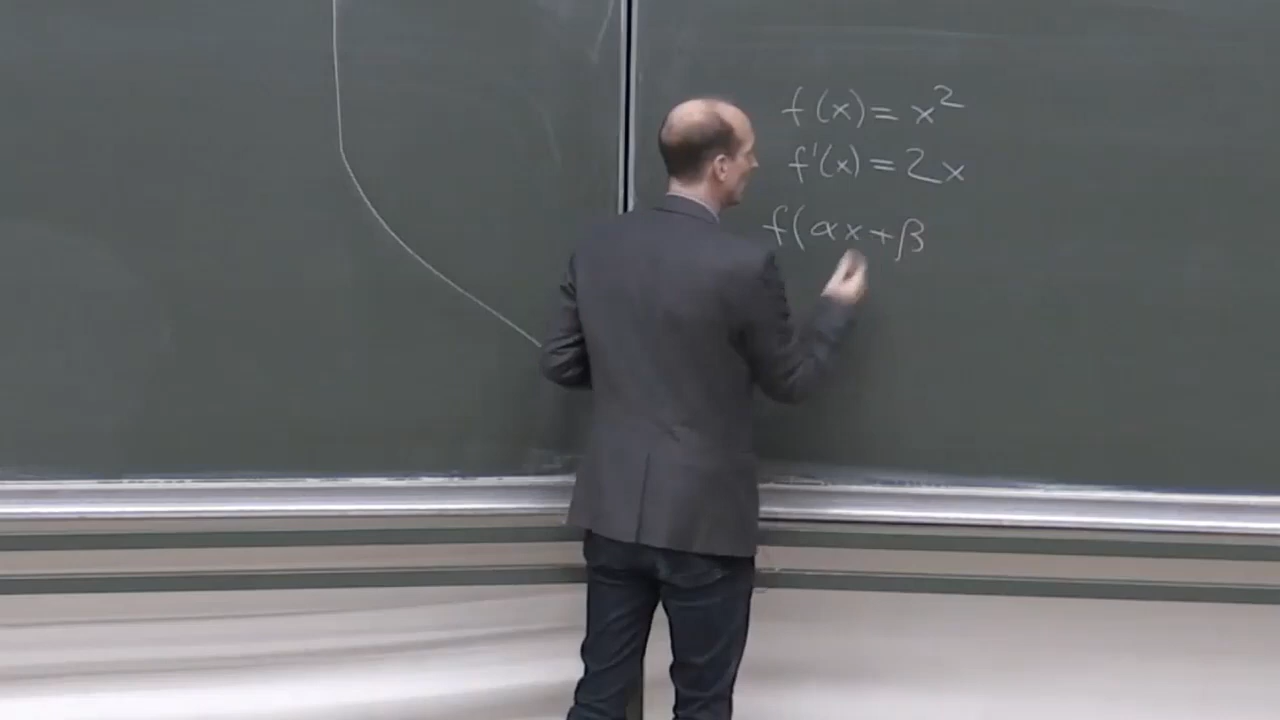 f(x) = x²
f'(x) = 2x
f(αx+β